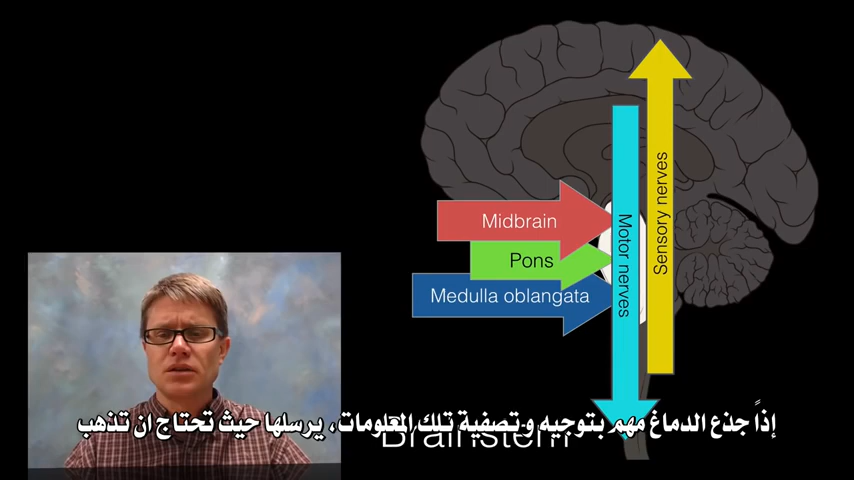 Midbrain
Pons
Medulla oblangata
Motor nerves
Sensory nerves
Brainstem
إذاً جذع الدماغ مهم بتوجيه وتصفية تلك المعلومات، يرسلها حيث تحتاج ان تذهب